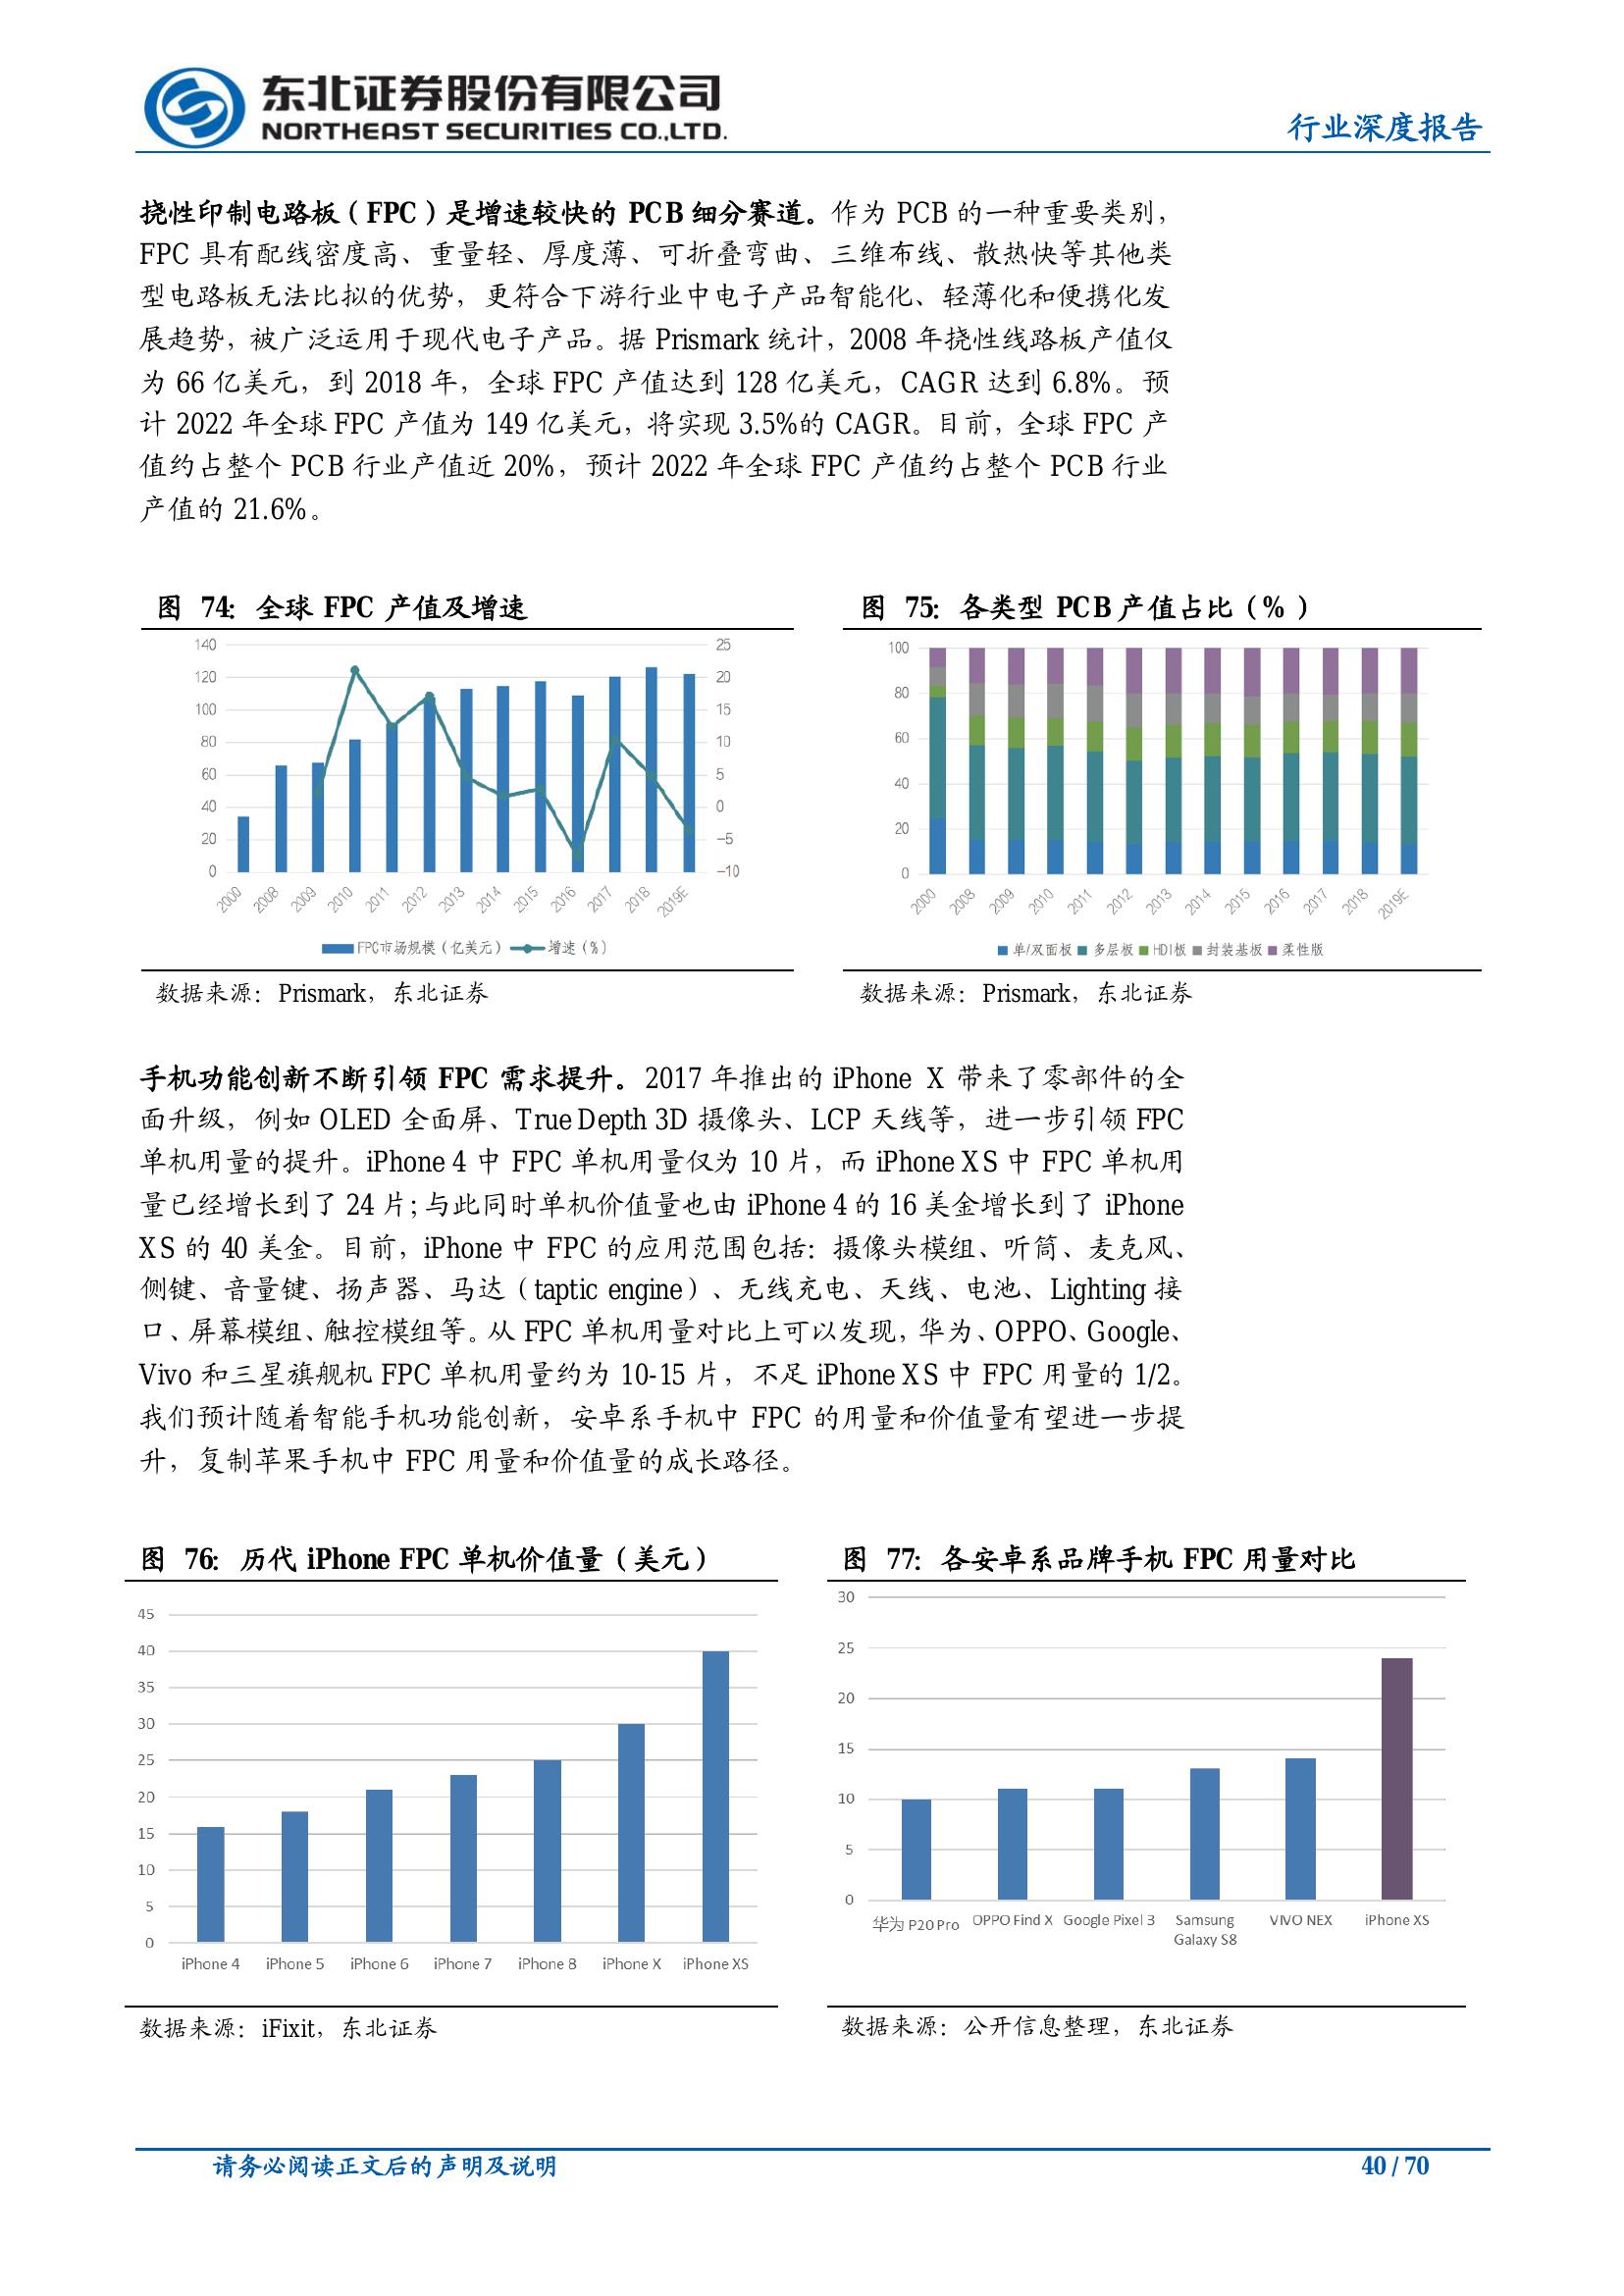 东北证券股份有限公司
NORTHEAST SECURITIES CO.,LTD.
行业深度报告
挠性印制电路板（FPC）是增速较快的 PCB 细分赛道。作为 PCB 的一种重要类别，
FPC 具有配线密度高、重量轻、厚度薄、可折叠弯曲、三维布线、散热快等其他类
型电路板无法比拟的优势，更符合下游行业中电子产品智能化、轻薄化和便携化发
展趋势，被广泛运用于现代电子产品。据 Prismark 统计，2008 年挠性线路板产值仅
为 66 亿美元，到 2018 年，全球 FPC 产值达到 128 亿美元，CAGR 达到 6.8%。预
计 2022 年全球 FPC 产值为 149 亿美元，将实现 3.5%的 CAGR。目前，全球 FPC 产
值约占整个 PCB 行业产值近 20%，预计 2022 年全球 FPC 产值约占整个 PCB 行业
产值的 21.6%。
图 74：全球 FPC 产值及增速
140 25
120 20
100 15
80 10
60 5
40 0
20 -5
0 -10
2000 2008 2009 2010 2011 2012 2013 2014 2015 2016 2017 2018 2019E
FPC市场规模（亿美元） 增速（%）
数据来源：Prismark，东北证券
图 75：各类型 PCB 产值占比（%）
100
80
60
40
20
0
2000 2008 2009 2010 2011 2012 2013 2014 2015 2016 2017 2018 2019E
单/双面板 多层板 HDI板 封装基板 柔性版
数据来源：Prismark，东北证券
手机功能创新不断引领 FPC 需求提升。2017 年推出的 iPhone X 带来了零部件的全
面升级，例如 OLED 全面屏、True Depth 3D 摄像头、LCP 天线等，进一步引领 FPC
单机用量的提升。iPhone 4 中 FPC 单机用量仅为 10 片，而 iPhone XS 中 FPC 单机用
量已经增长到了 24 片；与此同时单机价值量也由 iPhone 4 的 16 美金增长到了 iPhone
XS 的 40 美金。目前，iPhone 中 FPC 的应用范围包括：摄像头模组、听筒、麦克风、
侧键、音量键、扬声器、马达（taptic engine）、无线充电、天线、电池、Lighting 接
口、屏幕模组、触控模组等。从 FPC 单机用量对比上可以发现，华为、OPPO、Google、
Vivo 和三星旗舰机 FPC 单机用量约为 10-15 片，不足 iPhone XS 中 FPC 用量的 1/2。
我们预计随着智能手机功能创新，安卓系手机中 FPC 的用量和价值量有望进一步提
升，复制苹果手机中 FPC 用量和价值量的成长路径。
图 76：历代 iPhone FPC 单机价值量（美元）
45
40
35
30
25
20
15
10
5
0
iPhone 4 iPhone 5 iPhone 6 iPhone 7 iPhone 8 iPhone X iPhone XS
数据来源：iFixit，东北证券
图 77：各安卓系品牌手机 FPC 用量对比
30
25
20
15
10
5
0
华为 P20 Pro OPPO Find X Google Pixel 3 Samsung VIVO NEX iPhone XS
Galaxy S8
数据来源：公开信息整理，东北证券
请务必阅读正文后的声明及说明
40 / 70